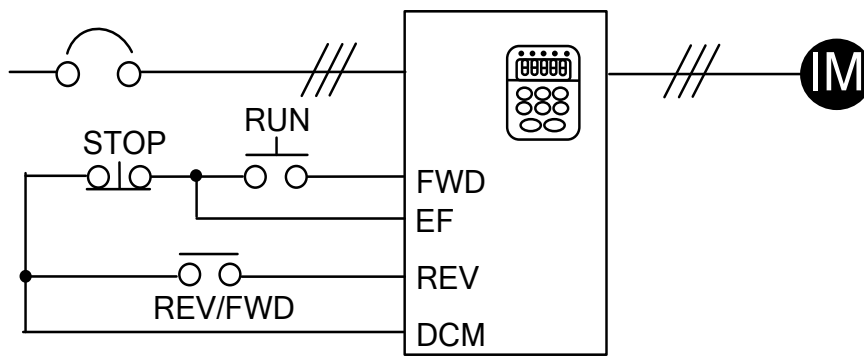 IM
RUN
STOP
FWD
EF
REV
REV/FWD
DCM